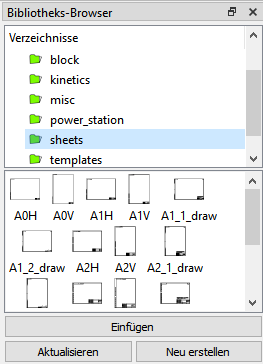 Bibliotheks-Browser
Verzeichnisse
block
kinetics
misc
power_station
sheets
templates
A0H A0V A1H A1V A1_1_draw
A1_2_draw A2H A2V A2_1_draw
Einfügen
Aktualisieren Neu erstellen